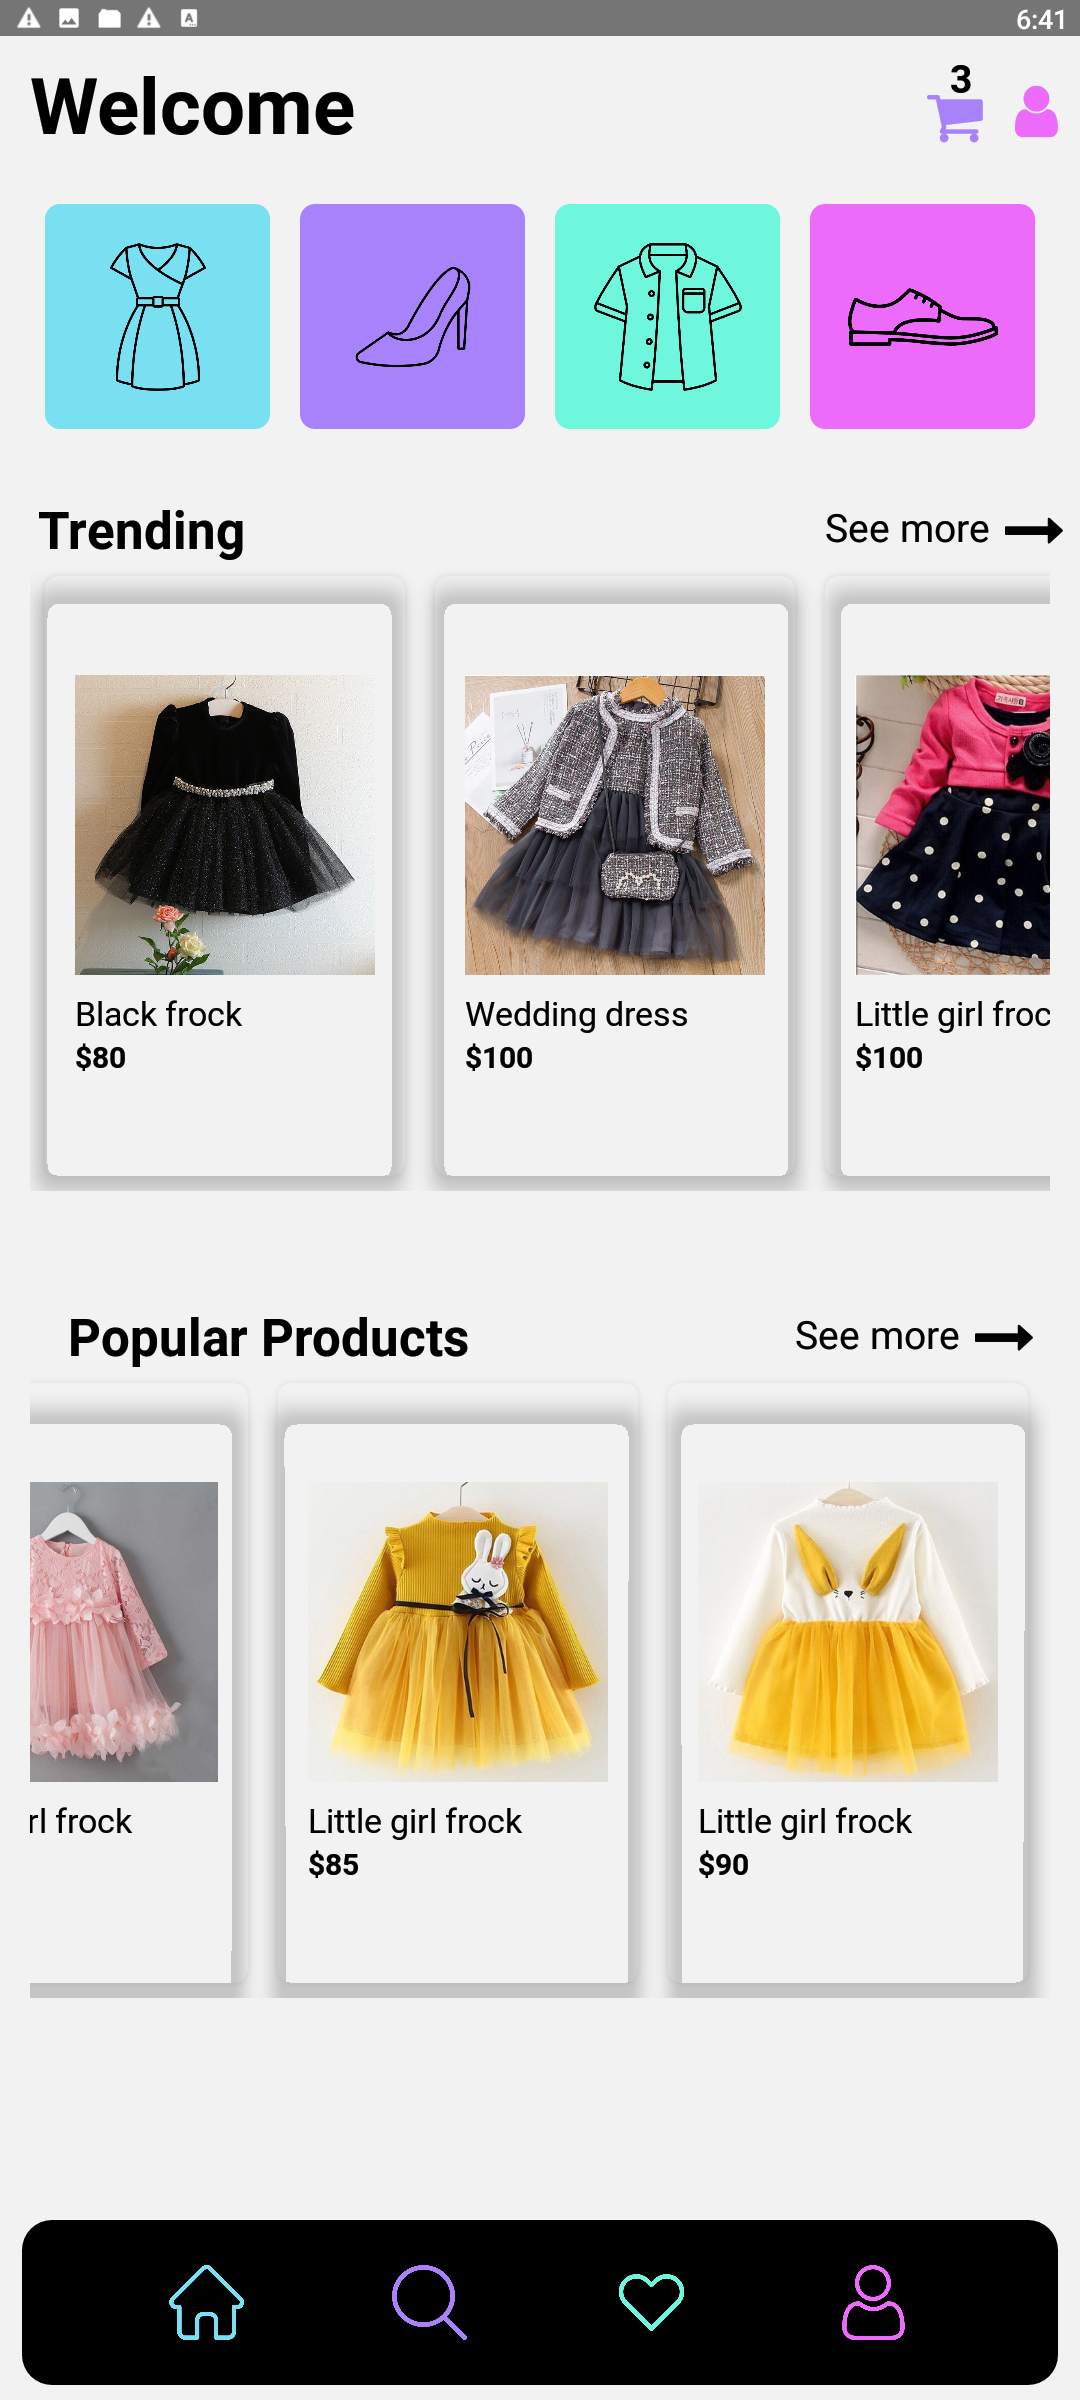 6:41
Welcome
3
Trending
See more
Black frock
$80
Wedding dress
$100
Little girl froc
$100
Popular Products
See more
rl frock
Little girl frock
$85
Little girl frock
$90